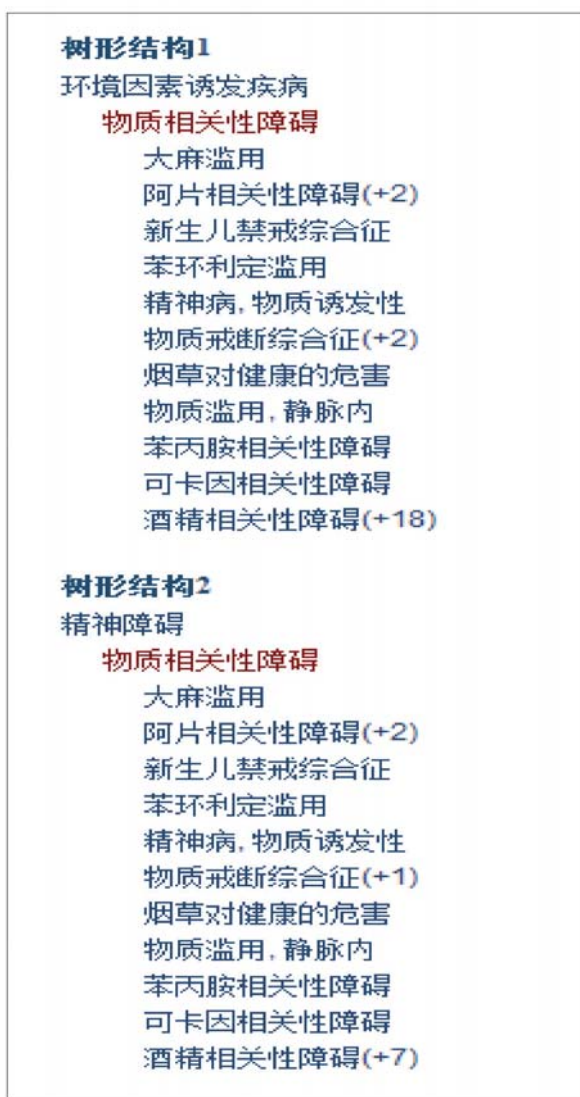 树形结构1
环境因素诱发疾病
物质相关性障碍
大麻滥用
阿片相关性障碍(+2)
新生儿禁戒综合征
苯环利定滥用
精神病,物质诱发性
物质戒断综合征(+2)
烟草对健康的危害
物质滥用,静脉内
苯丙胺相关性障碍
可卡因相关性障碍
酒精相关性障碍(+18)
树形结构2
精神障碍
物质相关性障碍
大麻滥用
阿片相关性障碍(+2)
新生儿禁戒综合征
苯环利定滥用
精神病,物质诱发性
物质戒断综合征(+1)
烟草对健康的危害
物质滥用,静脉内
苯丙胺相关性障碍
可卡因相关性障碍
酒精相关性障碍(+7)